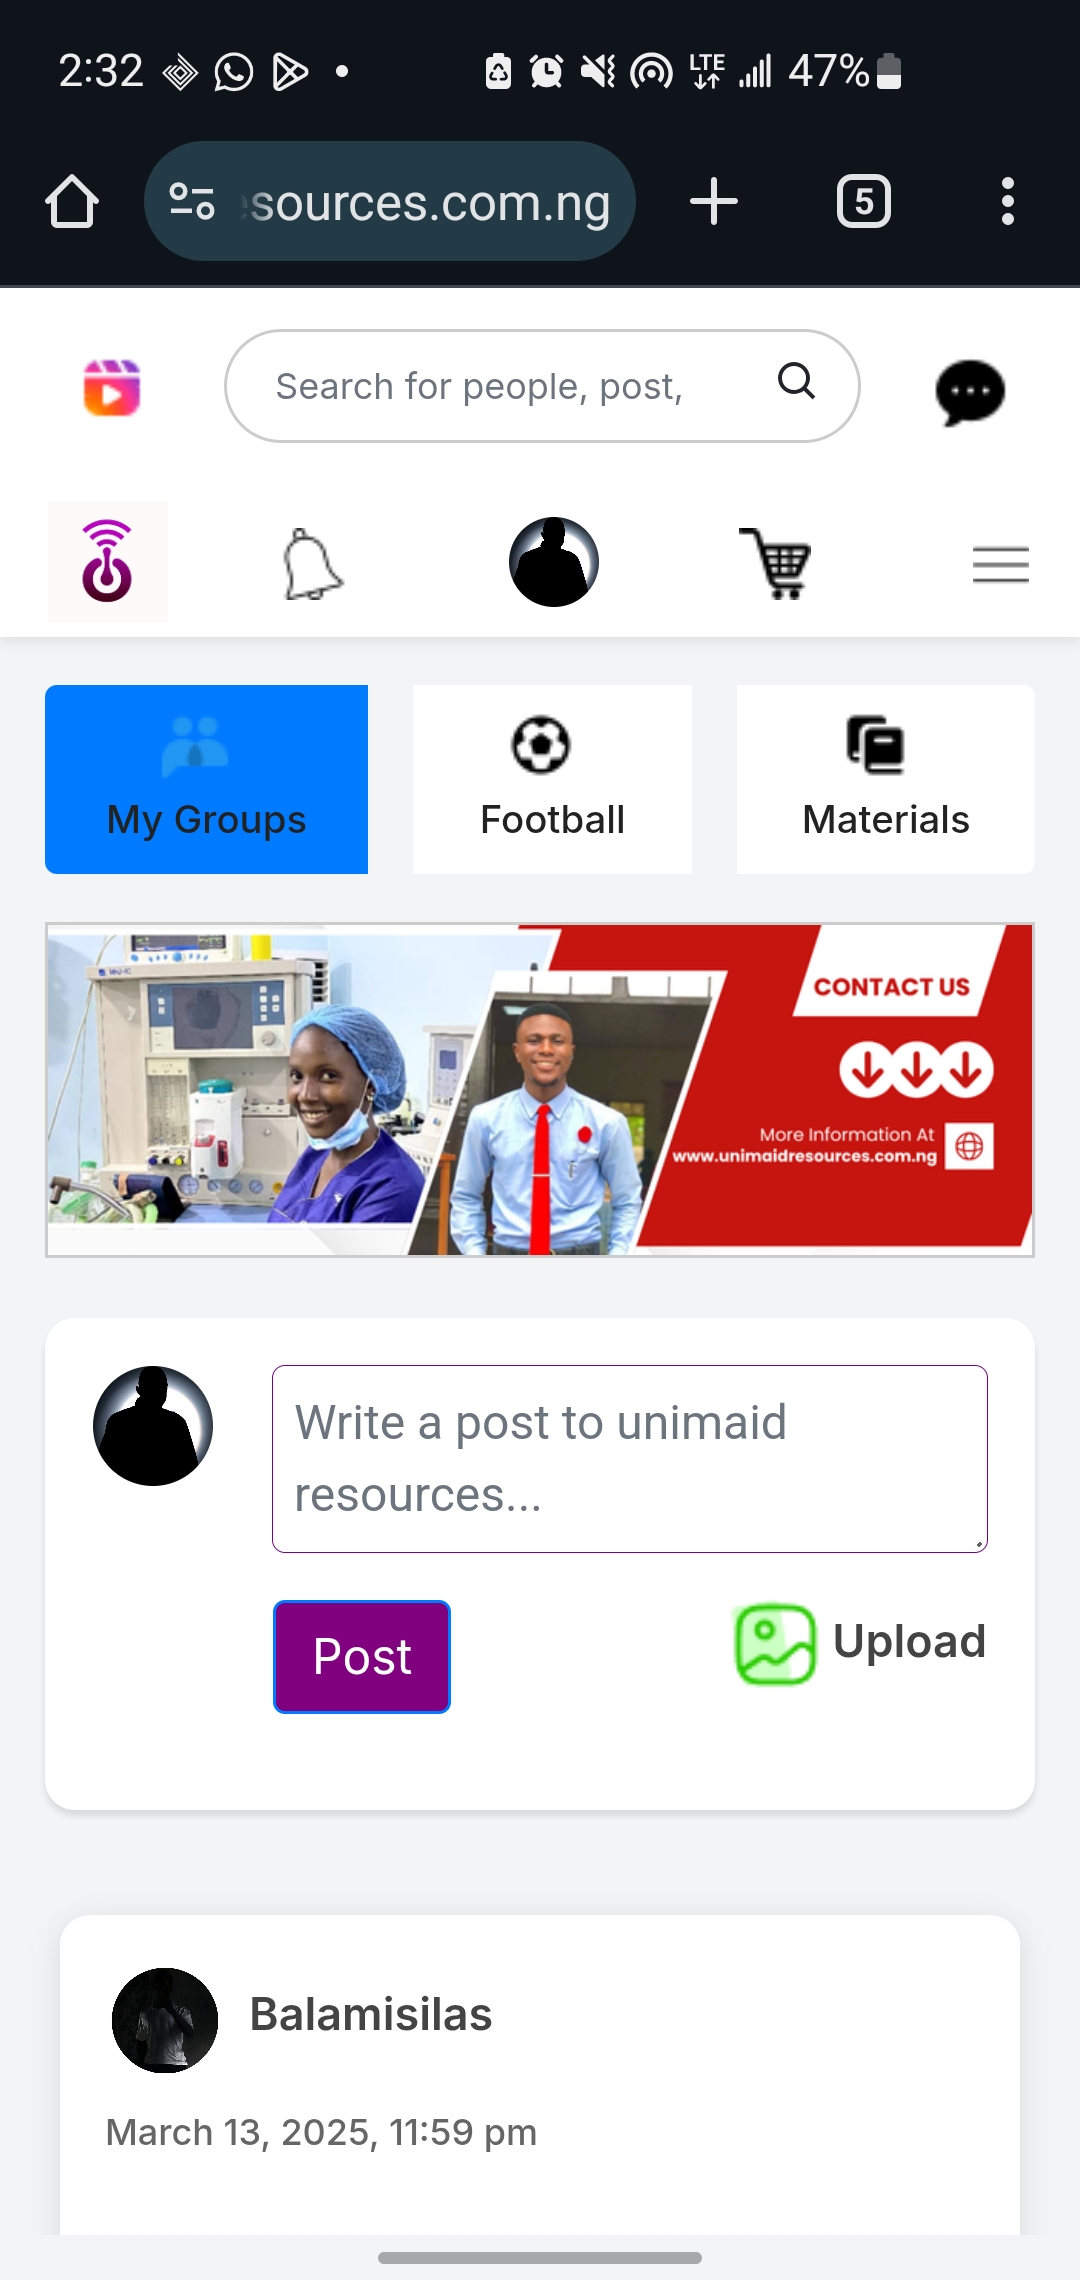 2:32
LTE
47%
sources.com.ng
5
Search for people, post,
My Groups
Football
Materials
CONTACT US
More Information At
www.unimaidresources.com.ng
Write a post to unimaid
resources...
Post
Upload
Balamisilas
March 13, 2025, 11:59 pm